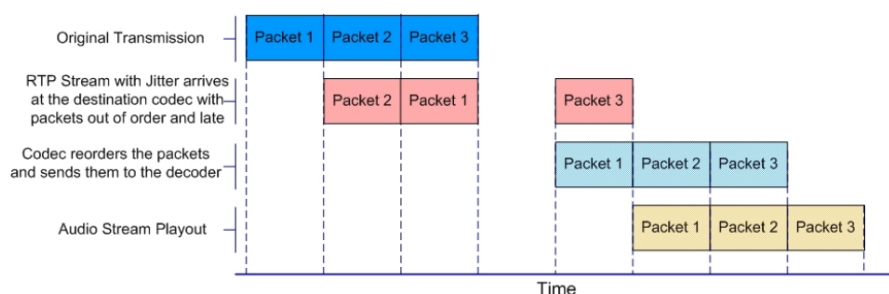 Original Transmission
Packet 1 Packet 2 Packet 3
RTP Stream with Jitter arrives
at the destination codec with
packets out of order and late
Packet 2 Packet 1 Packet 3
Codec reorders the packets
and sends them to the decoder
Packet 1 Packet 2 Packet 3
Audio Stream Playout
Packet 1 Packet 2 Packet 3
Time